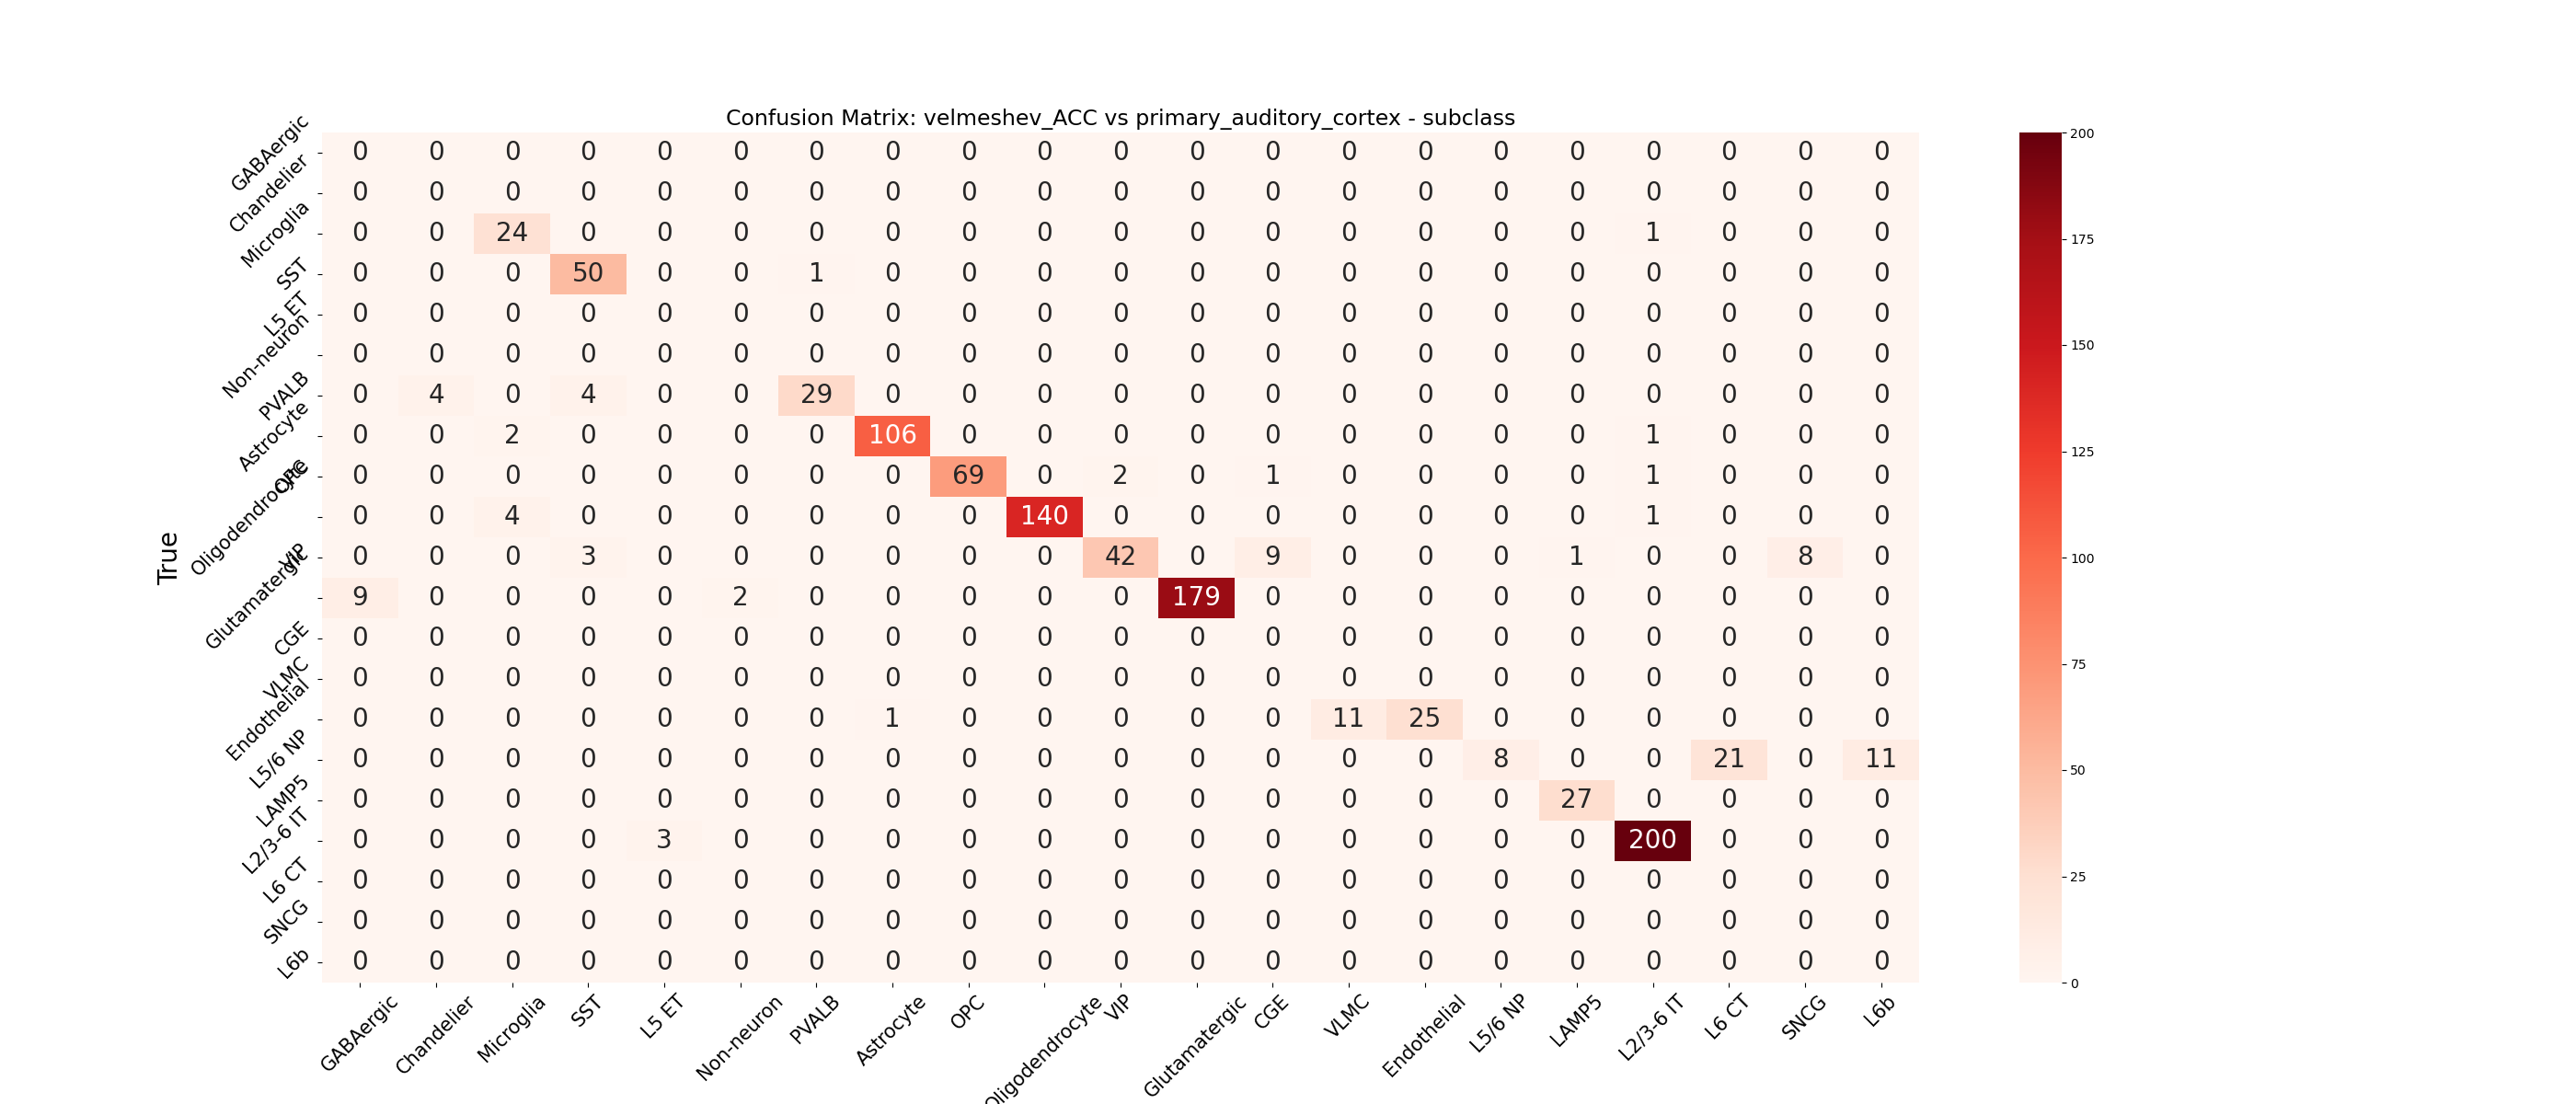 Confusion Matrix: velmeshev_ACC vs primary_auditory_cortex - subclass
True
GABAergic 0 0 0 0 0 0 0 0 0 0 0 0 0 0 0 0 0 0 0 0 0
Chandelier 0 0 0 0 0 0 0 0 0 0 0 0 0 0 0 0 0 0 0 0 0
Microglia 0 0 24 0 0 0 0 0 0 0 0 0 0 0 0 0 0 1 0 0 0
SST 0 0 0 50 0 0 1 0 0 0 0 0 0 0 0 0 0 0 0 0 0
L5 ET 0 0 0 0 0 0 0 0 0 0 0 0 0 0 0 0 0 0 0 0 0
Non-neuron 0 0 0 0 0 0 0 0 0 0 0 0 0 0 0 0 0 0 0 0 0
PVALB 0 4 0 4 0 0 29 0 0 0 0 0 0 0 0 0 0 0 0 0 0
Astrocyte 0 0 2 0 0 0 0 106 0 0 0 0 0 0 0 0 0 1 0 0 0
OPC 0 0 0 0 0 0 0 0 69 0 2 0 1 0 0 0 0 1 0 0 0
Oligodendrocyte 0 0 4 0 0 0 0 0 0 140 0 0 0 0 0 0 0 1 0 0 0
VIP 0 0 0 3 0 0 0 0 0 0 42 0 9 0 0 0 1 0 0 8 0
Glutamatergic 9 0 0 0 0 2 0 0 0 0 0 179 0 0 0 0 0 0 0 0 0
CGE 0 0 0 0 0 0 0 0 0 0 0 0 0 0 0 0 0 0 0 0 0
VLMC 0 0 0 0 0 0 0 0 0 0 0 0 0 0 0 0 0 0 0 0 0
Endothelial 0 0 0 0 0 0 0 1 0 0 0 0 0 11 25 0 0 0 0 0 0
L5/6 NP 0 0 0 0 0 0 0 0 0 0 0 0 0 0 0 8 0 0 21 0 11
LAMP5 0 0 0 0 0 0 0 0 0 0 0 0 0 0 0 0 27 0 0 0 0
L2/3-6 IT 0 0 0 0 3 0 0 0 0 0 0 0 0 0 0 0 0 200 0 0 0
L6 CT 0 0 0 0 0 0 0 0 0 0 0 0 0 0 0 0 0 0 0 0 0
SNCG 0 0 0 0 0 0 0 0 0 0 0 0 0 0 0 0 0 0 0 0 0
L6b 0 0 0 0 0 0 0 0 0 0 0 0 0 0 0 0 0 0 0 0 0
GABAergic Chandelier Microglia SST L5 ET Non-neuron PVALB Astrocyte OPC Oligodendrocyte VIP Glutamatergic CGE VLMC Endothelial L5/6 NP LAMP5 L2/3-6 IT L6 CT SNCG L6b
200
175
150
125
100
75
50
25
0